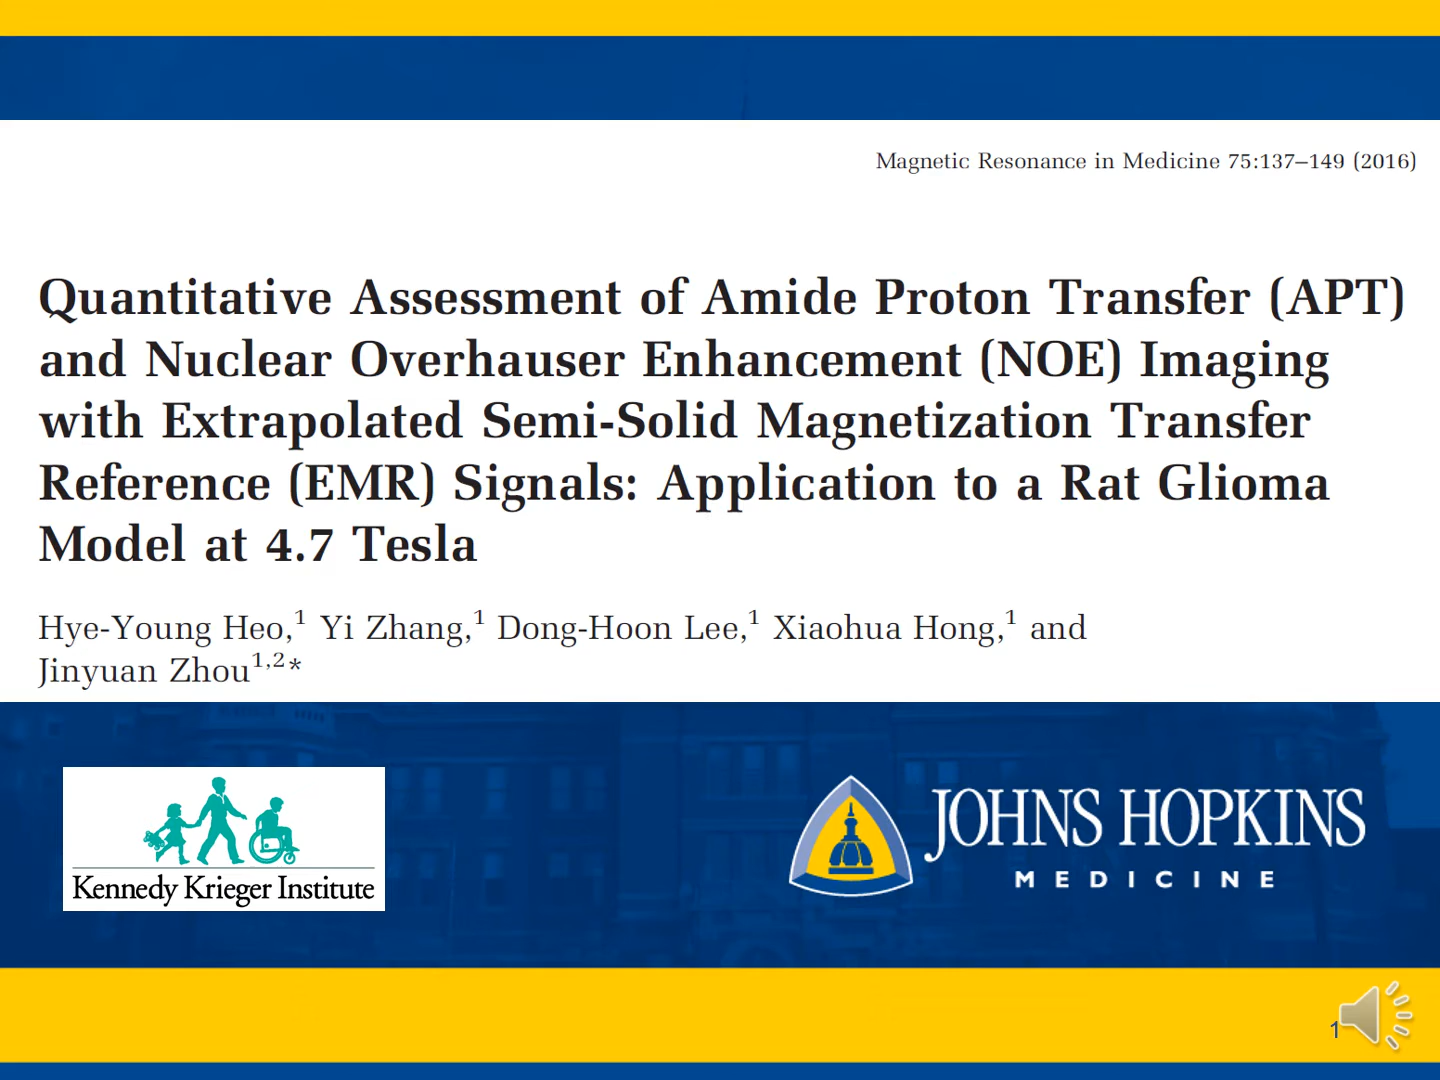 Magnetic Resonance in Medicine 75:137–149 (2016)
Quantitative Assessment of Amide Proton Transfer (APT)
and Nuclear Overhauser Enhancement (NOE) Imaging
with Extrapolated Semi-Solid Magnetization Transfer
Reference (EMR) Signals: Application to a Rat Glioma
Model at 4.7 Tesla
Hye-Young Heo,1 Yi Zhang,1 Dong-Hoon Lee,1 Xiaohua Hong,1 and
Jinyuan Zhou1,2*
Kennedy Krieger Institute
JOHNS HOPKINS
MEDICINE
1